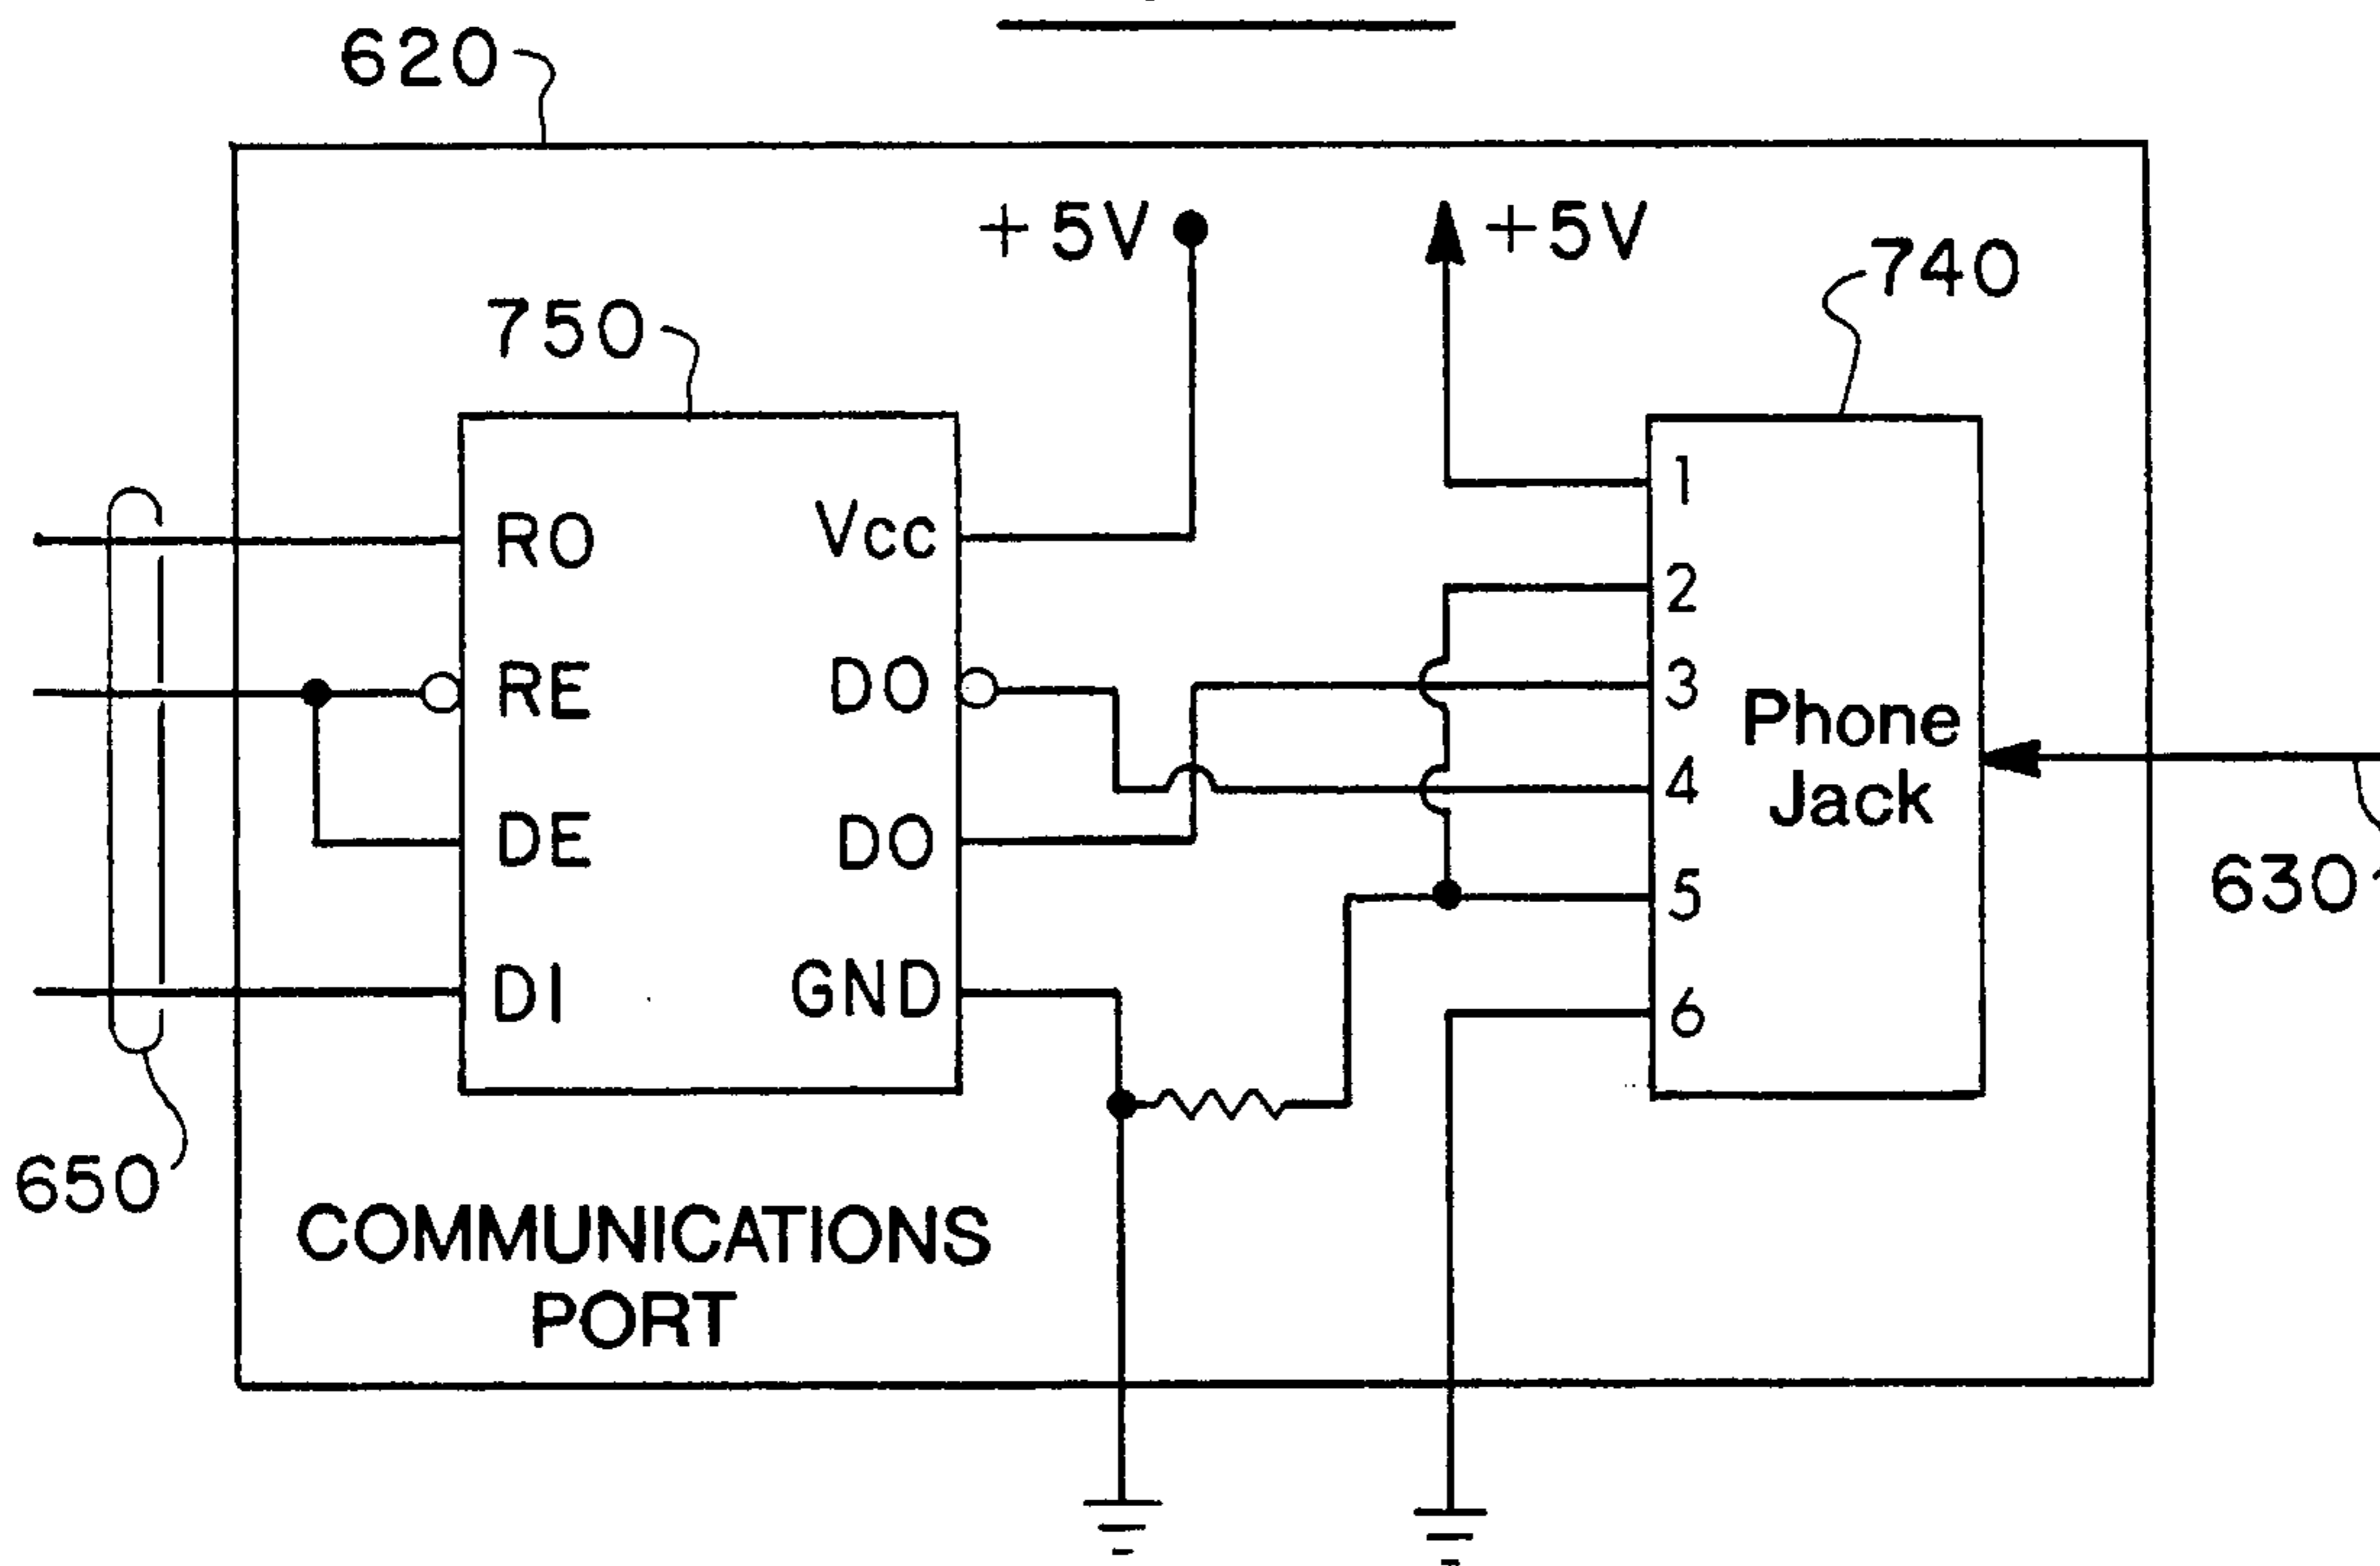 620
+5V
+5V
740
750
RO
Vcc
1
2
RE
DO
3
Phone
Jack
4
DE
DO
5
630
DI
GND
6
650
COMMUNICATIONS
PORT